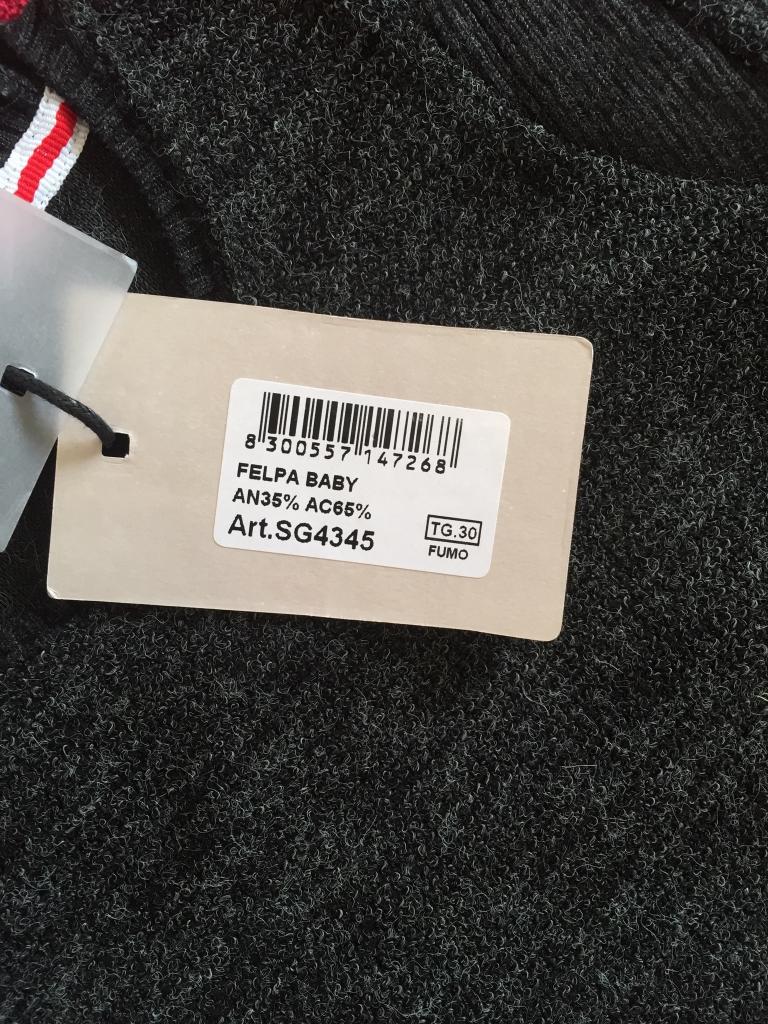 8 300557 147268
FELPA BABY
AN35% AC65%
Art.SG4345
TG.30
FUMO